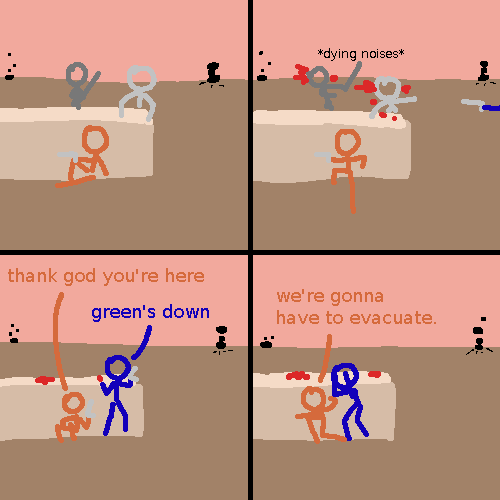 *dying noises*
thank god you're here
green's down
we're gonna
have to evacuate.